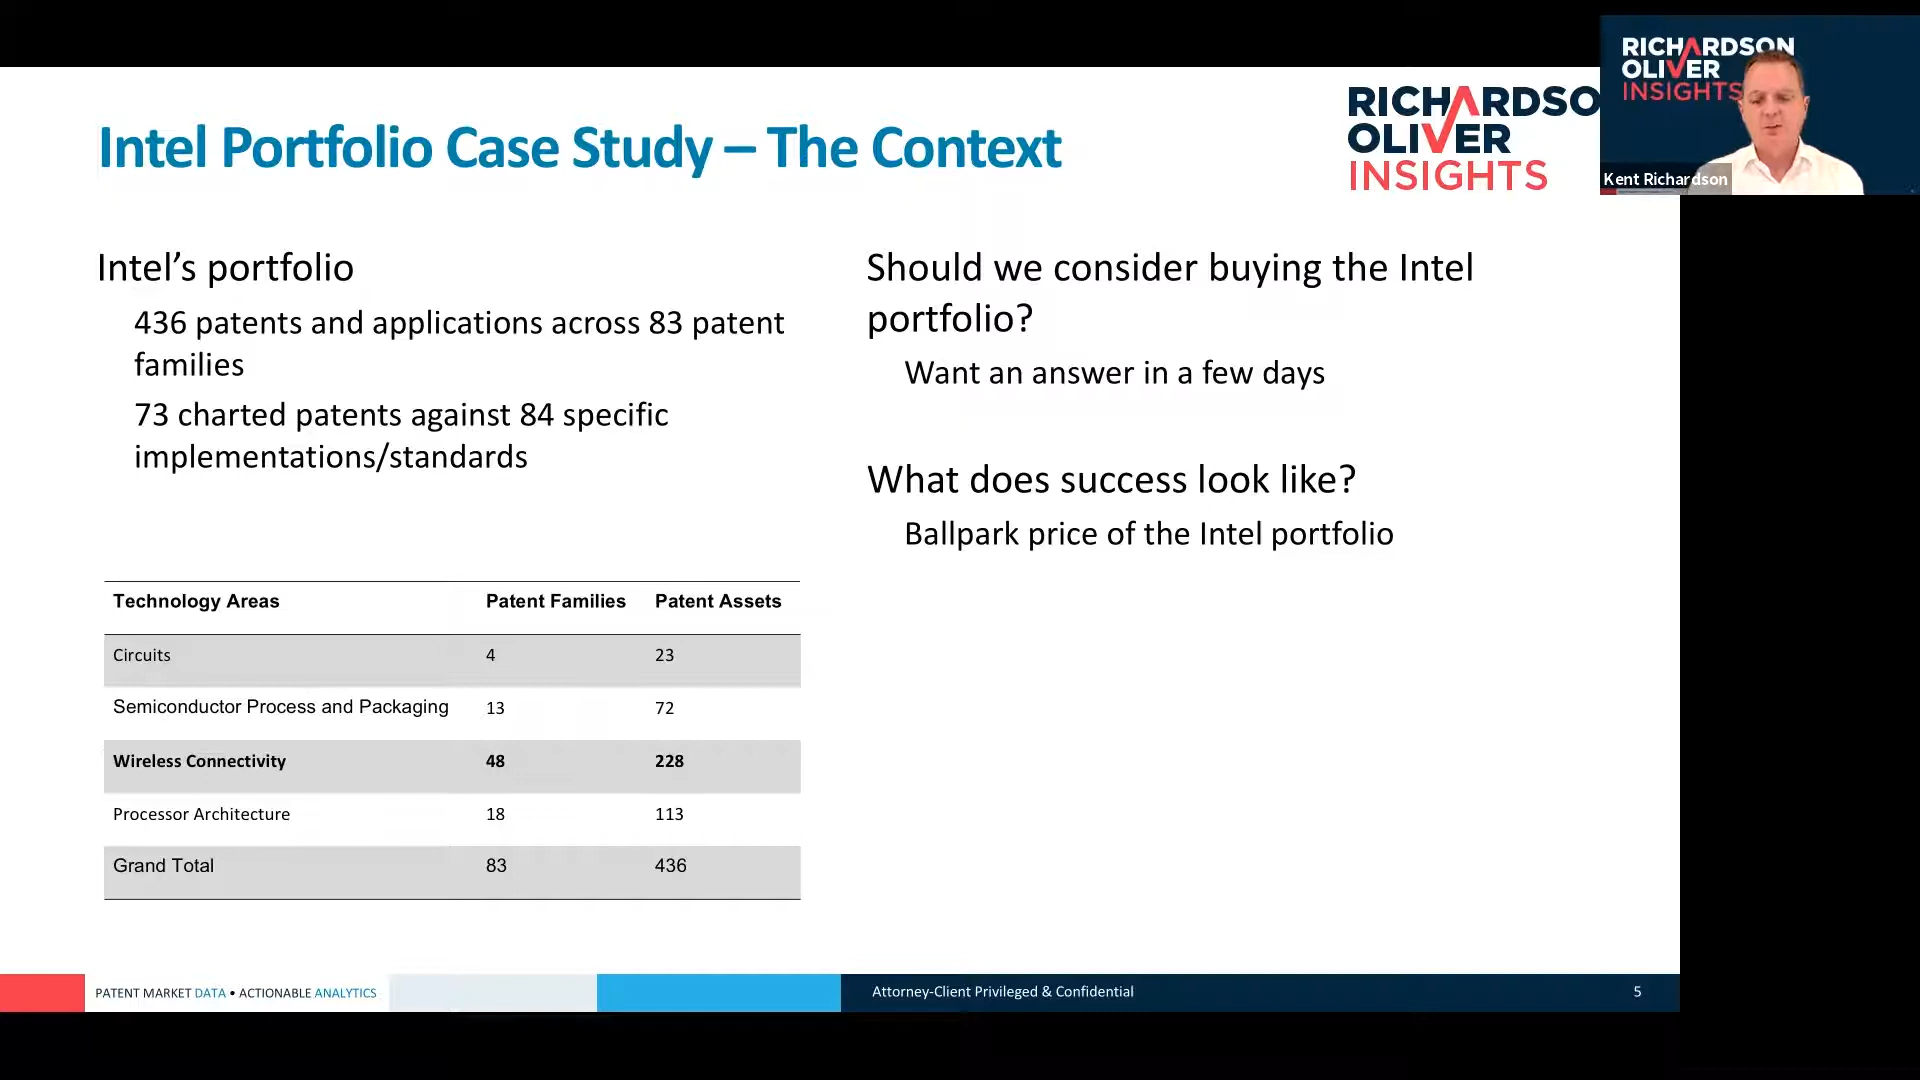 Intel Portfolio Case Study – The Context
RICHARDSO
OLIVER
INSIGHTS
RICHARDSON
OLIVER
INSIGHTS
Kent Richardson
Intel’s portfolio
436 patents and applications across 83 patent
families
73 charted patents against 84 specific
implementations/standards
Should we consider buying the Intel
portfolio?
Want an answer in a few days
What does success look like?
Ballpark price of the Intel portfolio
Technology Areas Patent Families Patent Assets
Circuits 4 23
Semiconductor Process and Packaging 13 72
Wireless Connectivity 48 228
Processor Architecture 18 113
Grand Total 83 436
PATENT MARKET DATA • ACTIONABLE ANALYTICS
Attorney-Client Privileged & Confidential
5